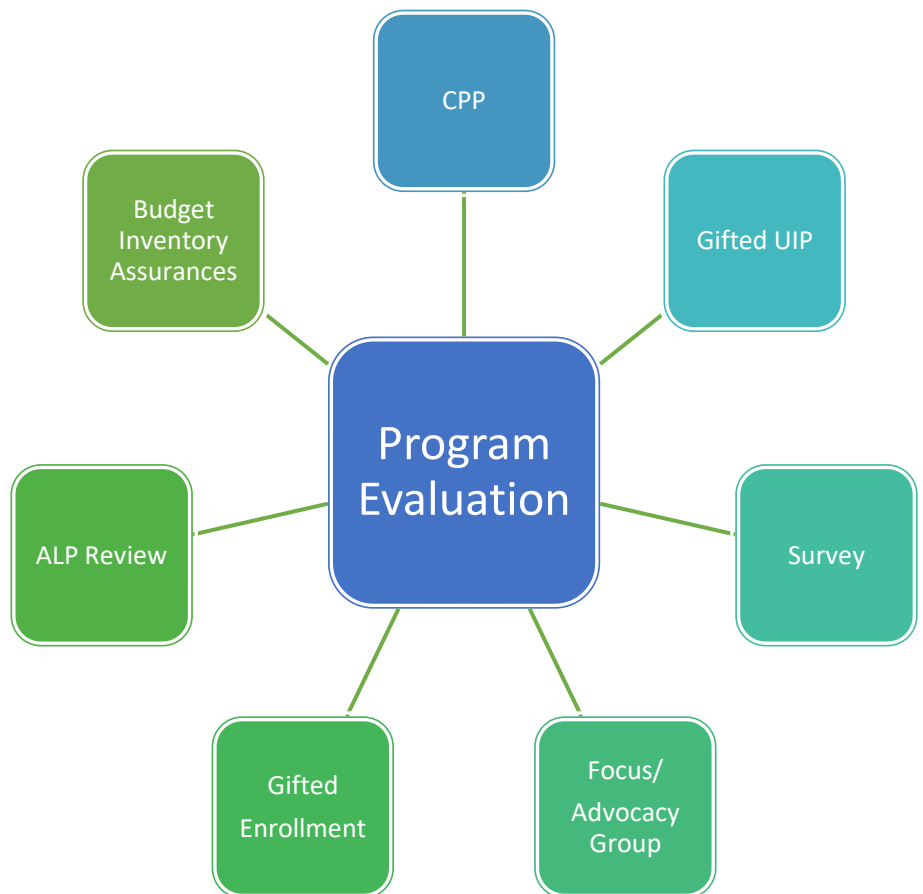 CPP
Gifted UIP
Survey
Focus/
Advocacy
Group
Gifted
Enrollment
ALP Review
Budget
Inventory
Assurances
Program
Evaluation